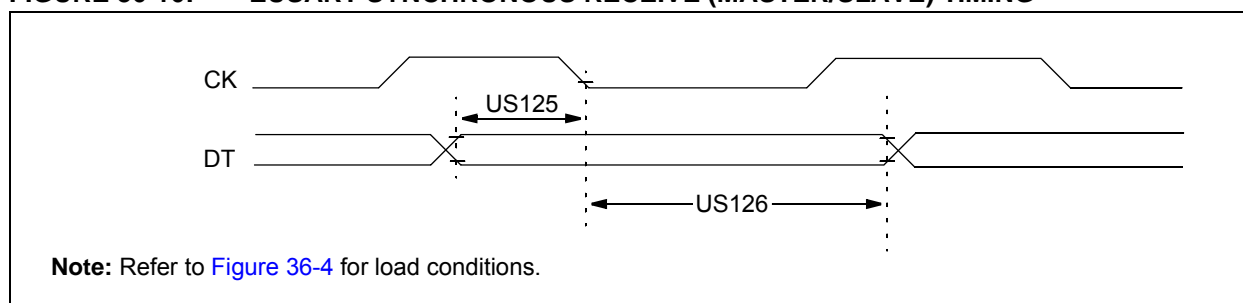 CK
US125
DT
US126
Note: Refer to Figure 36-4 for load conditions.